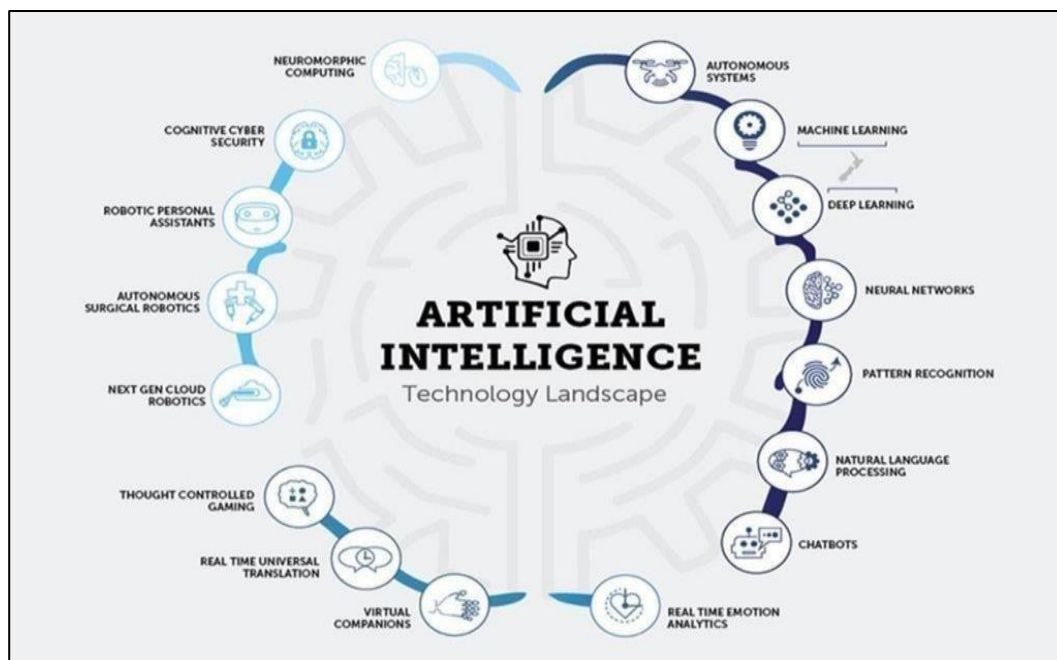 NEUROMORPHIC
COMPUTING
AUTONOMOUS
SYSTEMS
COGNITIVE CYBER
SECURITY
MACHINE LEARNING
ROBOTIC PERSONAL
ASSISTANTS
DEEP LEARNING
ARTIFICIAL
INTELLIGENCE
Technology Landscape
AUTONOMOUS
SURGICAL ROBOTICS
NEURAL NETWORKS
NEXT GEN CLOUD
ROBOTICS
PATTERN RECOGNITION
NATURAL LANGUAGE
PROCESSING
THOUGHT CONTROLLED
GAMING
CHATBOTS
REAL TIME UNIVERSAL
TRANSLATION
VIRTUAL
COMPANIONS
REAL TIME EMOTION
ANALYTICS